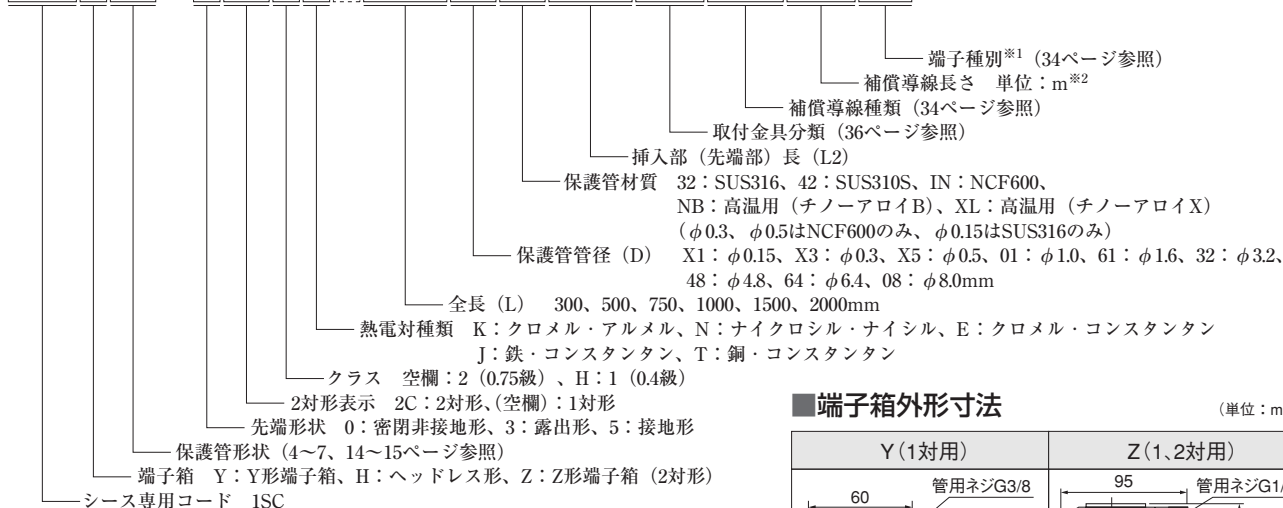 端子種別※1（34ページ参照）
補償導線長さ　単位：m※2
補償導線種類（34ページ参照）
取付金具分類（36ページ参照）
挿入部（先端部）長（L2）
保護管材質　32：SUS316、42：SUS310S、IN：NCF600、
NB：高温用（チノーアロイB）、XL：高温用（チノーアロイX）
（φ0.3、φ0.5はNCF600のみ、φ0.15はSUS316のみ）
保護管管径（D）　X1：φ0.15、X3：φ0.3、X5：φ0.5、01：φ1.0、61：φ1.6、32：φ3.2、
48：φ4.8、64：φ6.4、08：φ8.0mm
全長（L）　300、500、750、1000、1500、2000mm
熱電対種類　K：クロメル・アルメル、N：ナイクロシル・ナイシル、E：クロメル・コンスタンタン
J：鉄・コンスタンタン、T：銅・コンスタンタン
クラス　空欄：2（0.75級）、H：1（0.4級）
2対形表示　2C：2対形、（空欄）：1対形
先端形状　0：密閉非接地形、3：露出形、5：接地形
保護管形状（4～7、14～15ページ参照）
端子箱　Y：Y形端子箱、H：ヘッドレス形、Z：Z形端子箱（2対形）
シース専用コード　1SC
■端子箱外形寸法
（単位：m
Y（1対用）
Z（1、2対用）
60
管用ネジG3/8
95
管用ネジG1/